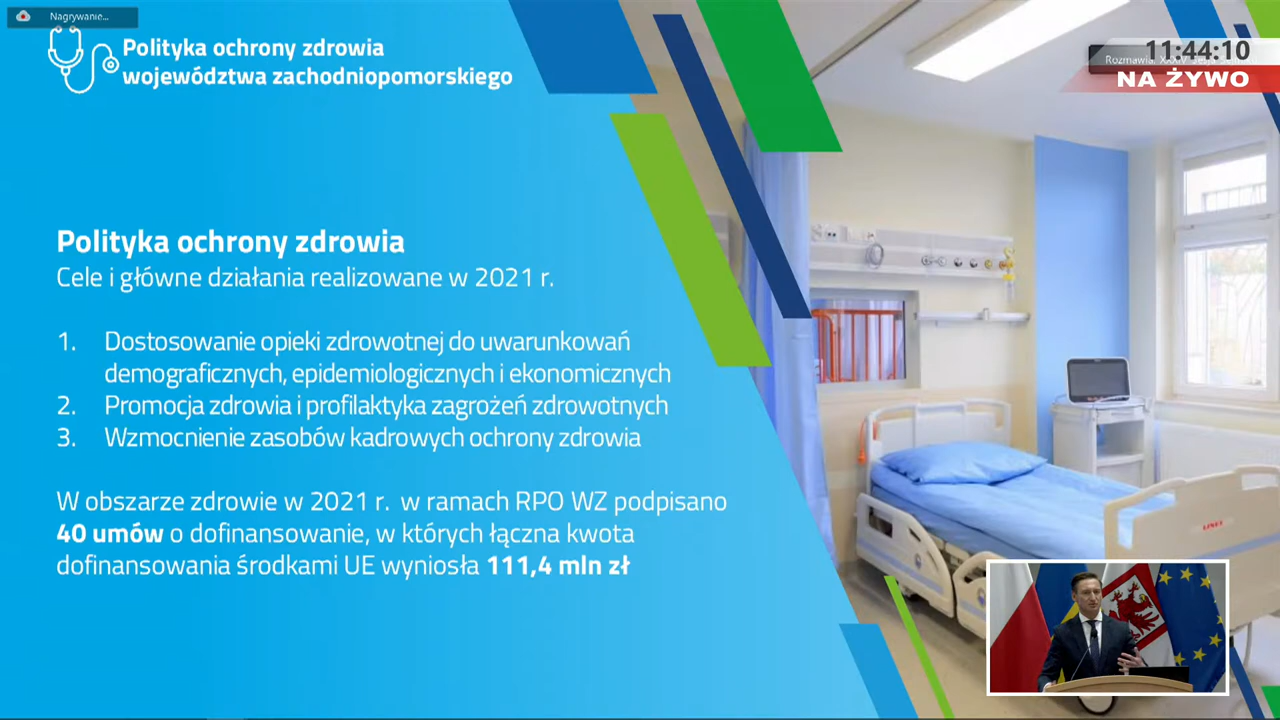 Nagrywanie...
Polityka ochrony zdrowia
województwa zachodniopomorskiego
11:44:10
Rozmawia:
NA ŻYWO
Polityka ochrony zdrowia
Cele i główne działania realizowane w 2021 r.
1. Dostosowanie opieki zdrowotnej do uwarunkowań
demograficznych, epidemiologicznych i ekonomicznych
2. Promocja zdrowia i profilaktyka zagrożeń zdrowotnych
3. Wzmocnienie zasobów kadrowych ochrony zdrowia
W obszarze zdrowie w 2021 r. w ramach RPO WZ podpisano
40 umów o dofinansowanie, w których łączna kwota
dofinansowania środkami UE wyniosła 111,4 mln zł